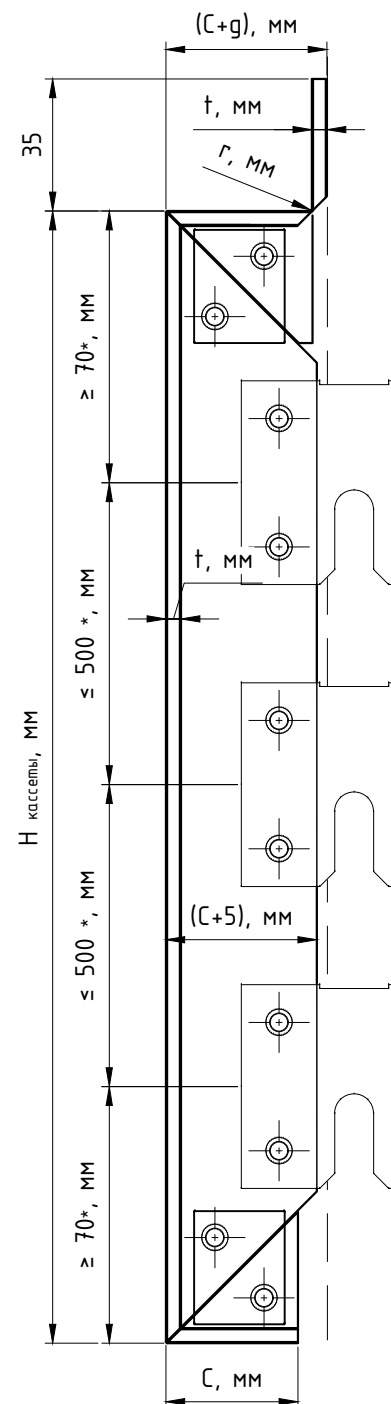 (C+g), мм
t, мм
35
r, мм
≥ 70*, мм
t, мм
≤ 500 *, мм
H кассеты, мм
(C+5), мм
≤ 500 *, мм
≥ 70*, мм
C, мм